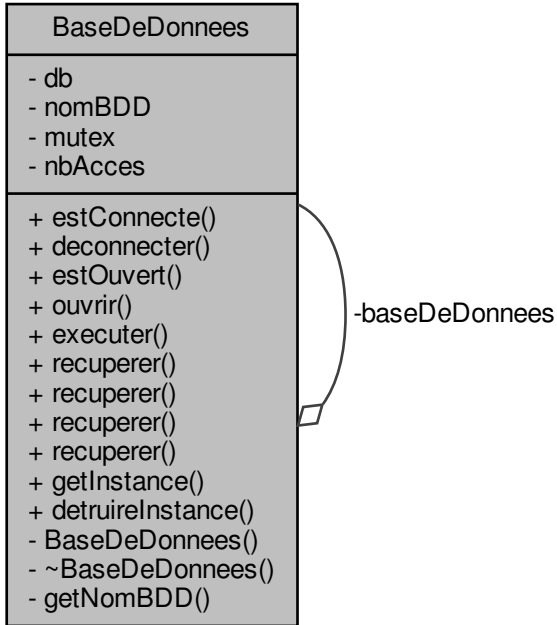 BaseDeDonnees
- db
- nomBDD
- mutex
- nbAcces
+ estConnecte()
+ deconnecter()
+ estOuvert()
+ ouvrir()
+ executer()
+ recuperer()
+ recuperer()
+ recuperer()
+ recuperer()
+ getInstance()
+ detruireInstance()
- BaseDeDonnees()
- ~BaseDeDonnees()
- getNomBDD()
-baseDeDonnees